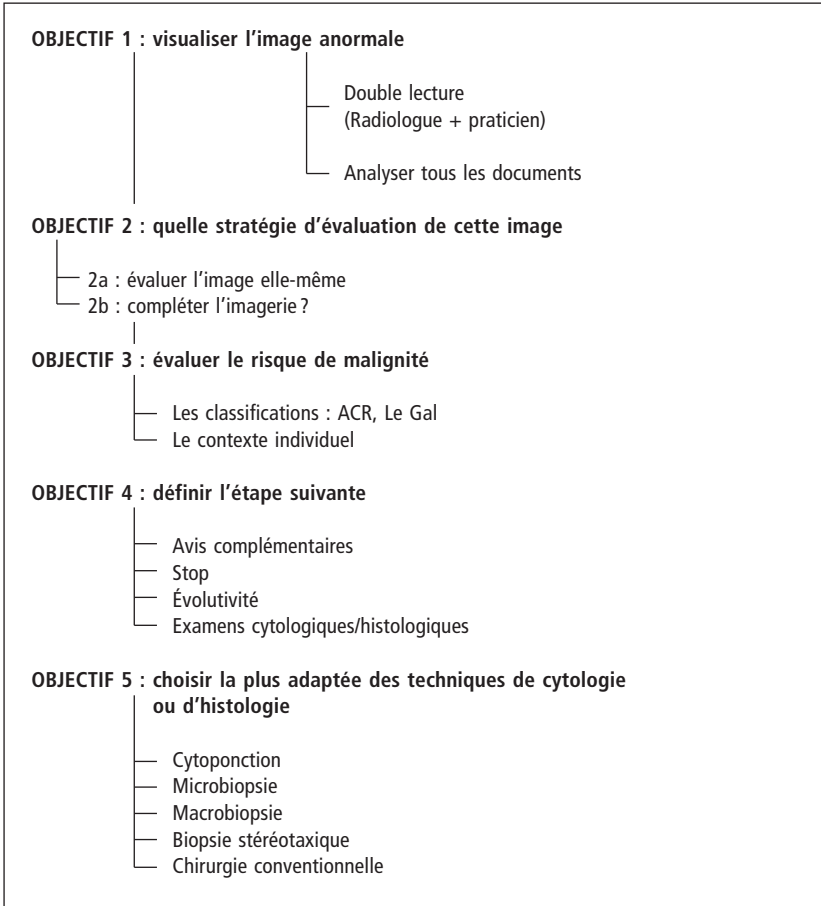 OBJECTIF 1 : visualiser l’image anormale
Double lecture
(Radiologue + praticien)
Analyser tous les documents
OBJECTIF 2 : quelle stratégie d’évaluation de cette image
2a : évaluer l’image elle-même
2b : compléter l’imagerie ?
OBJECTIF 3 : évaluer le risque de malignité
Les classifications : ACR, Le Gal
Le contexte individuel
OBJECTIF 4 : définir l’étape suivante
Avis complémentaires
Stop
Évolutivité
Examens cytologiques/histologiques
OBJECTIF 5 : choisir la plus adaptée des techniques de cytologie
ou d’histologie
Cytoponction
Microbiopsie
Macrobiopsie
Biopsie stéréotaxique
Chirurgie conventionnelle